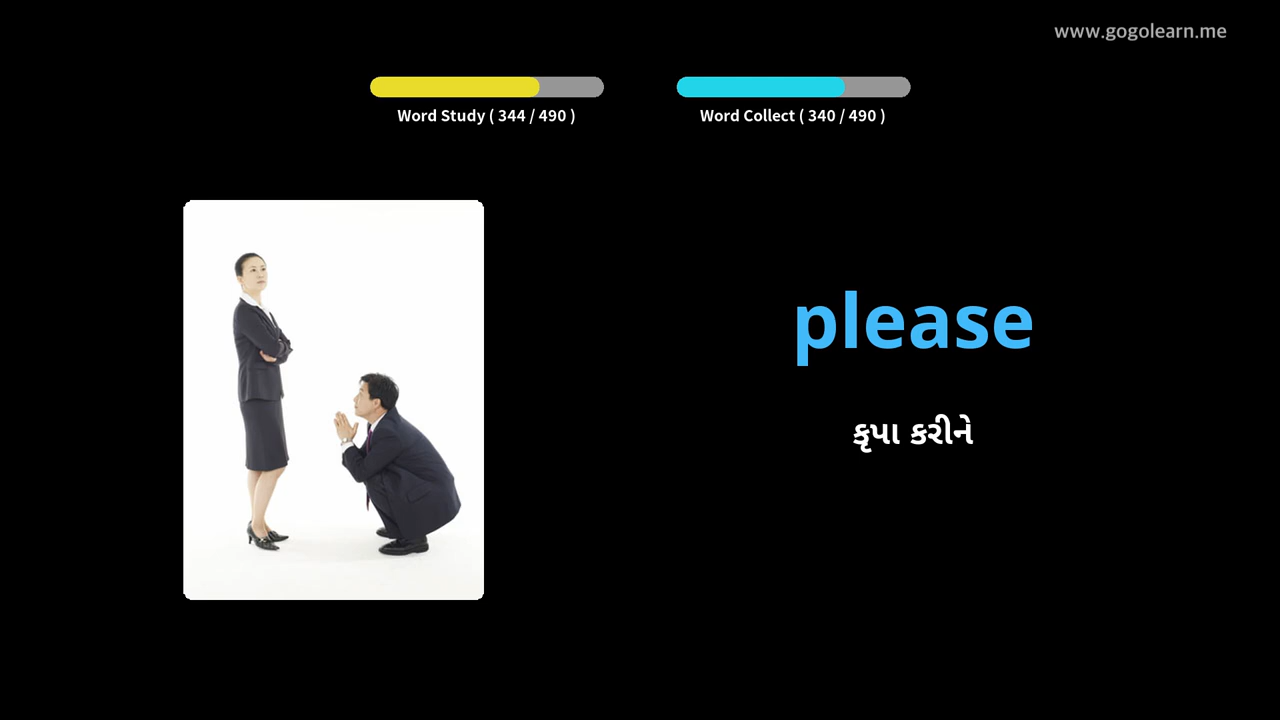 www.gogolearn.me
Word Study ( 344 / 490 )
Word Collect ( 340 / 490 )
please
કૃપા કરીને